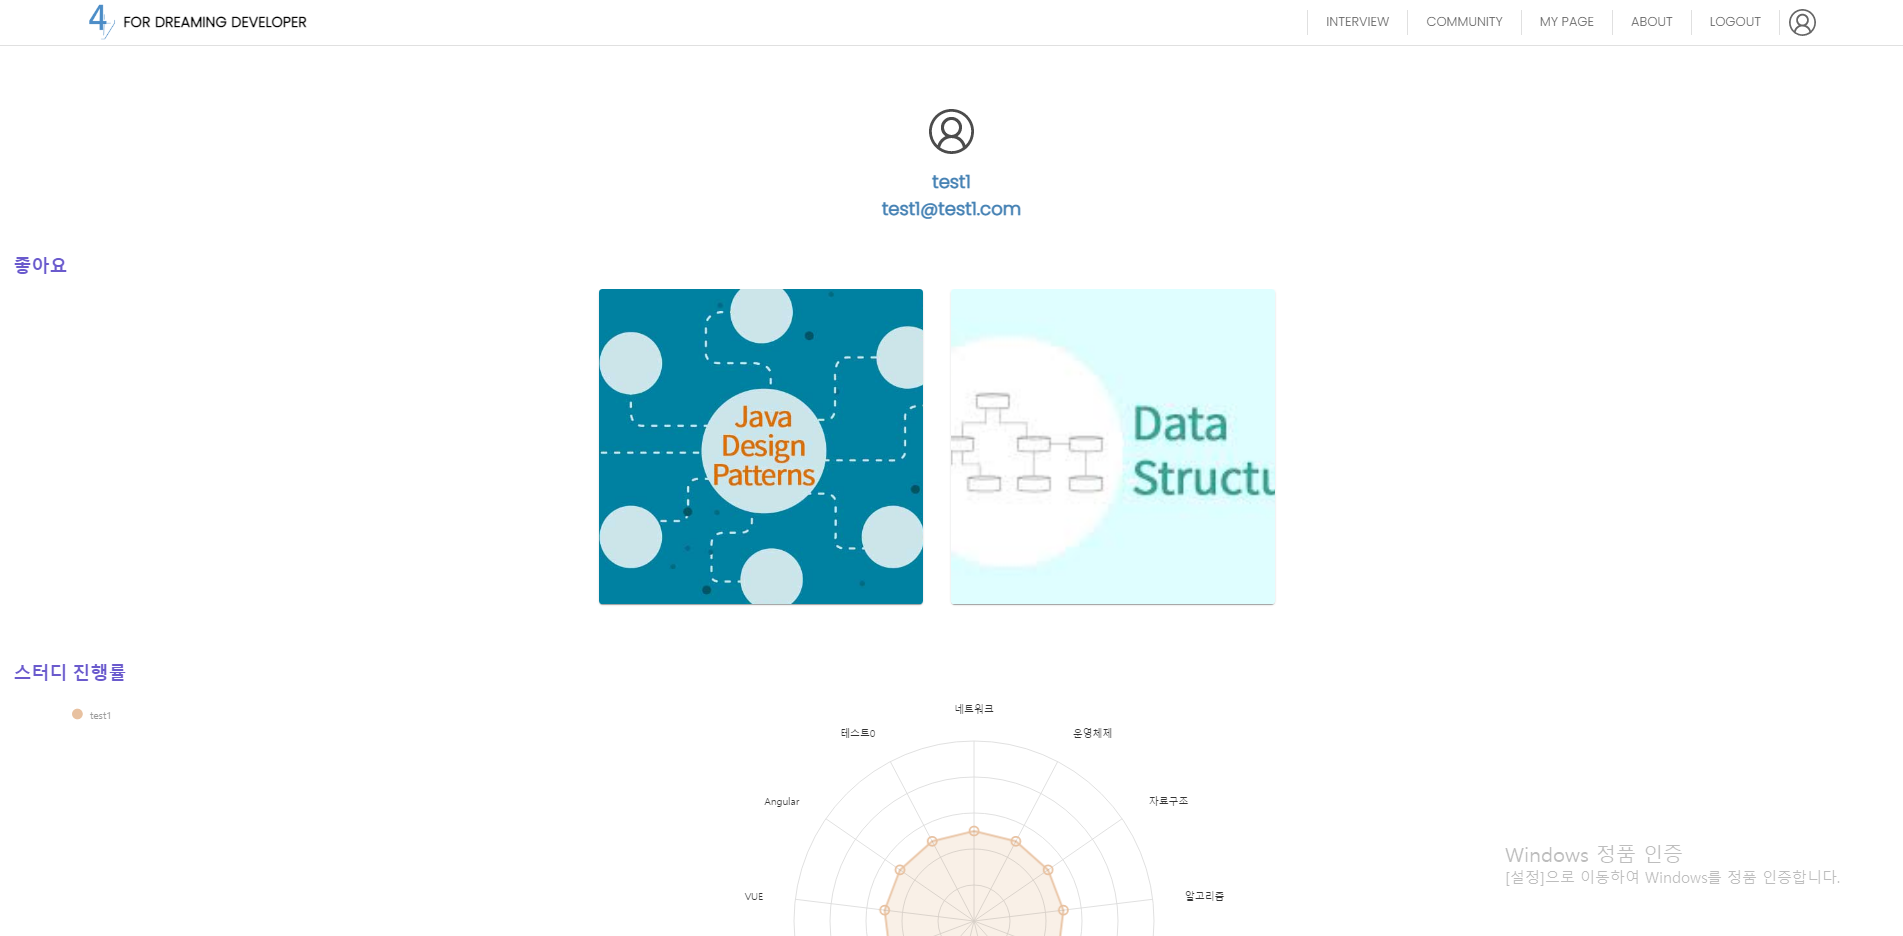 4 FOR DREAMING DEVELOPER
INTERVIEW
COMMUNITY
MY PAGE
ABOUT
LOGOUT
test1
test1@test1.com
좋아요
Java
Design
Patterns
Data
Structu
스터디 진행률
test1
네트워크
테스트0
운영체제
Angular
자료구조
VUE
알고리즘
Windows 정품 인증
[설정]으로 이동하여 Windows를 정품 인증합니다.